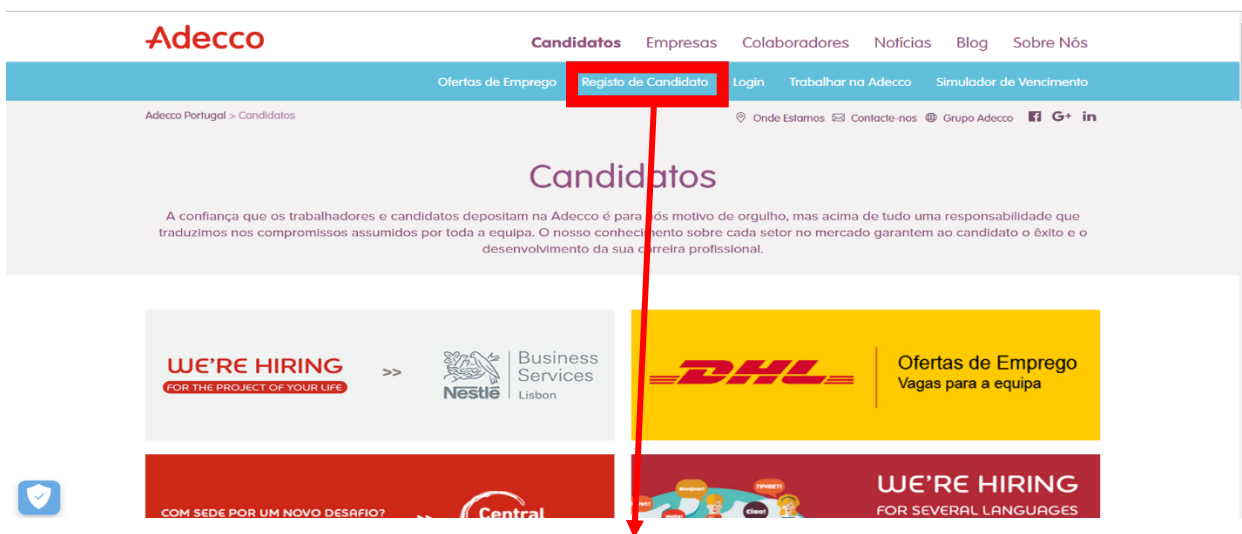 Adecco
Candidatos Empresas Colaboradores Notícias Blog Sobre Nós
Ofertas de Emprego Registo de Candidato Login Trabalhar na Adecco Simulador de Vencimento
Adecco Portugal > Candidatos
Onde Estamos Contacte-nos Grupo Adecco G+ in
Candidatos
A confiança que os trabalhadores e candidatos depositam na Adecco é para nós motivo de orgulho, mas acima de tudo uma responsabilidade que
traduzimos nos compromissos assumidos por toda a equipa. O nosso conhecimento sobre cada setor no mercado garantem ao candidato o êxito e o
desenvolvimento da sua carreira profissional.
WE'RE HIRING
FOR THE PROJECT OF YOUR LIFE
>>
Nestlé
Business
Services
Lisbon
DHL
Ofertas de Emprego
Vagas para a equipa
COM SEDE POR UM NOVO DESAFIO?
Central
ПРИВЕТ!
Ciao!
WE'RE HIRING
FOR SEVERAL LANGUAGES